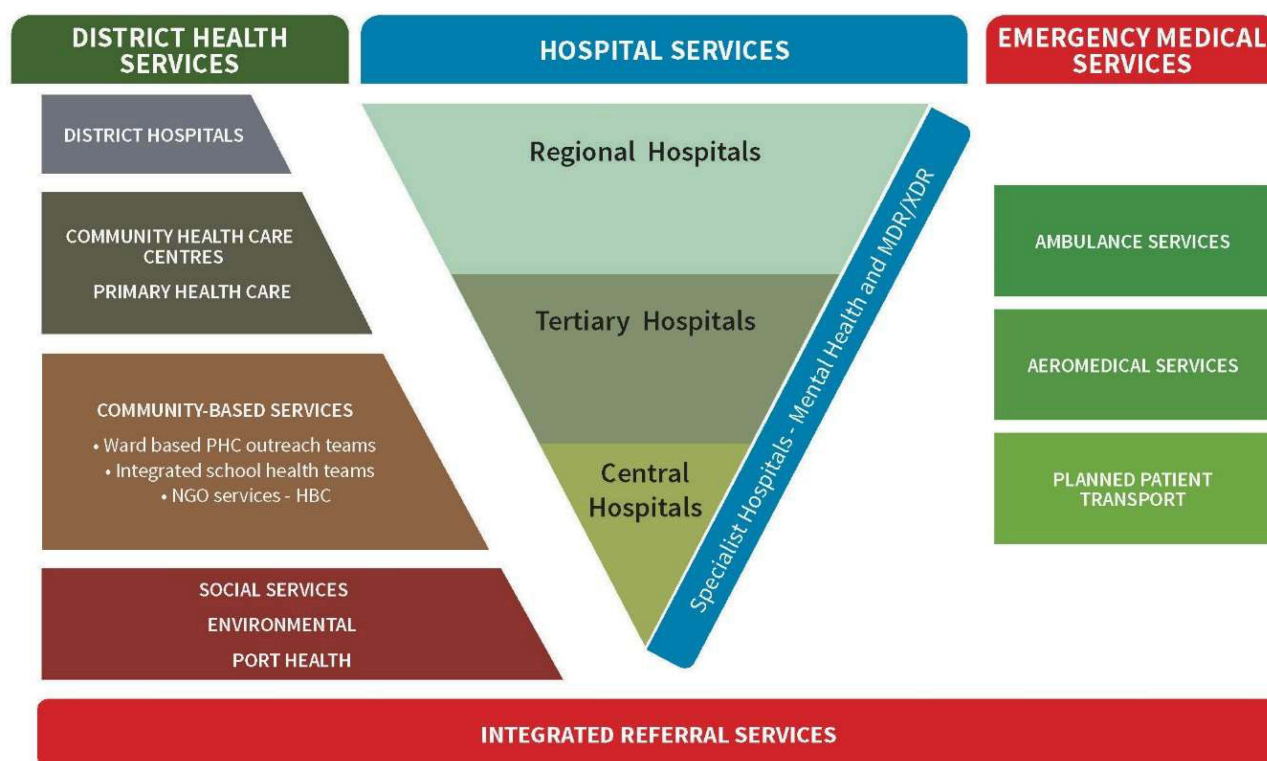 DISTRICT HEALTH
SERVICES
HOSPITAL SERVICES
EMERGENCY MEDICAL
SERVICES
DISTRICT HOSPITALS
COMMUNITY HEALTH CARE
CENTRES
PRIMARY HEALTH CARE
COMMUNITY-BASED SERVICES
• Ward based PHC outreach teams
• Integrated school health teams
• NGO services - HBC
SOCIAL SERVICES
ENVIRONMENTAL
PORT HEALTH
Regional Hospitals
Tertiary Hospitals
Central
Hospitals
Specialist Hospitals - Mental Health and MDR/XDR
AMBULANCE SERVICES
AEROMEDICAL SERVICES
PLANNED PATIENT
TRANSPORT
INTEGRATED REFERRAL SERVICES